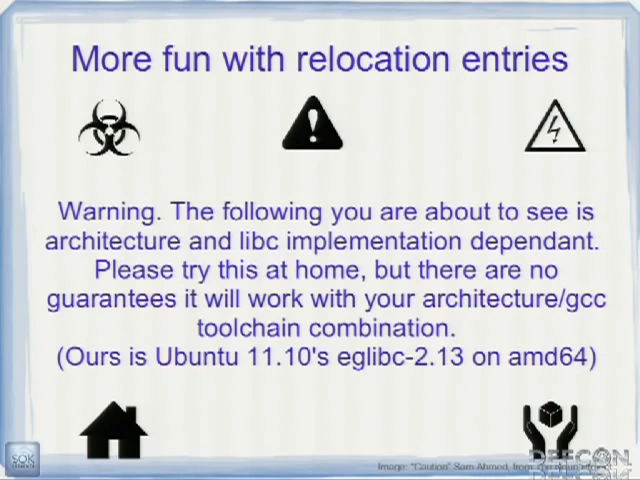 More fun with relocation entries
Warning. The following you are about to see is
architecture and libc implementation dependant.
Please try this at home, but there are no
guarantees it will work with your architecture/gcc
toolchain combination.
(Ours is Ubuntu 11.10's eglibc-2.13 on amd64)
SOK
DEFCON
Image: "Caution" Sam Ahmed, from